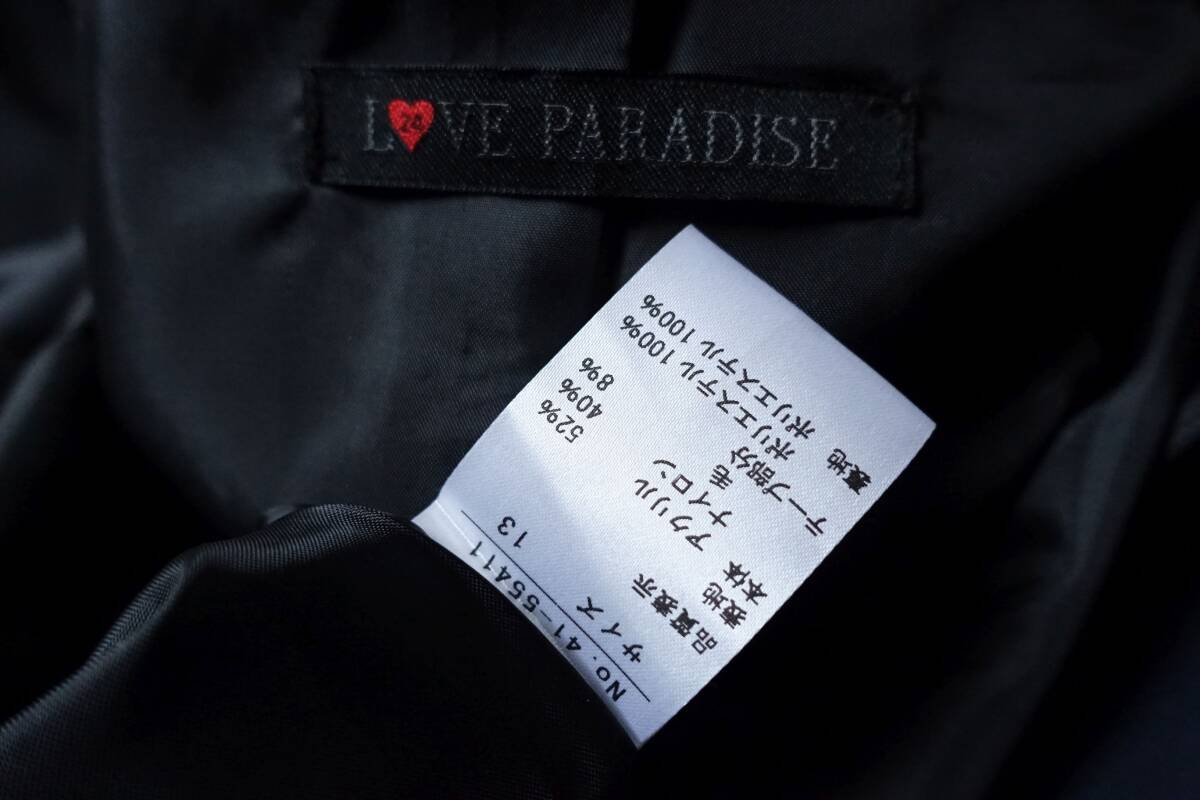 L♥VE PARADISE
24
No.41-55411
サイズ 13
品質表示
表地
本体 アクリル 52%
ナイロン 40%
毛 8%
テープ部分 ポリエステル 100%
裏地 ポリエステル 100%